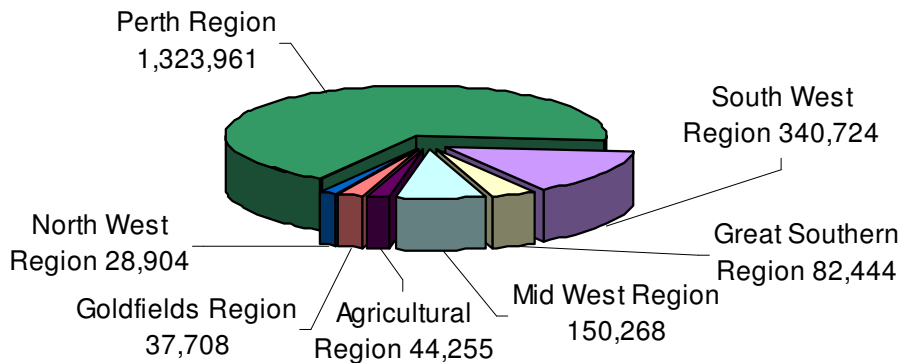 Perth Region
1,323,961
South West
Region 340,724
Great Southern
Region 82,444
Mid West Region
150,268
Agricultural
Region 44,255
Goldfields Region
37,708
North West
Region 28,904